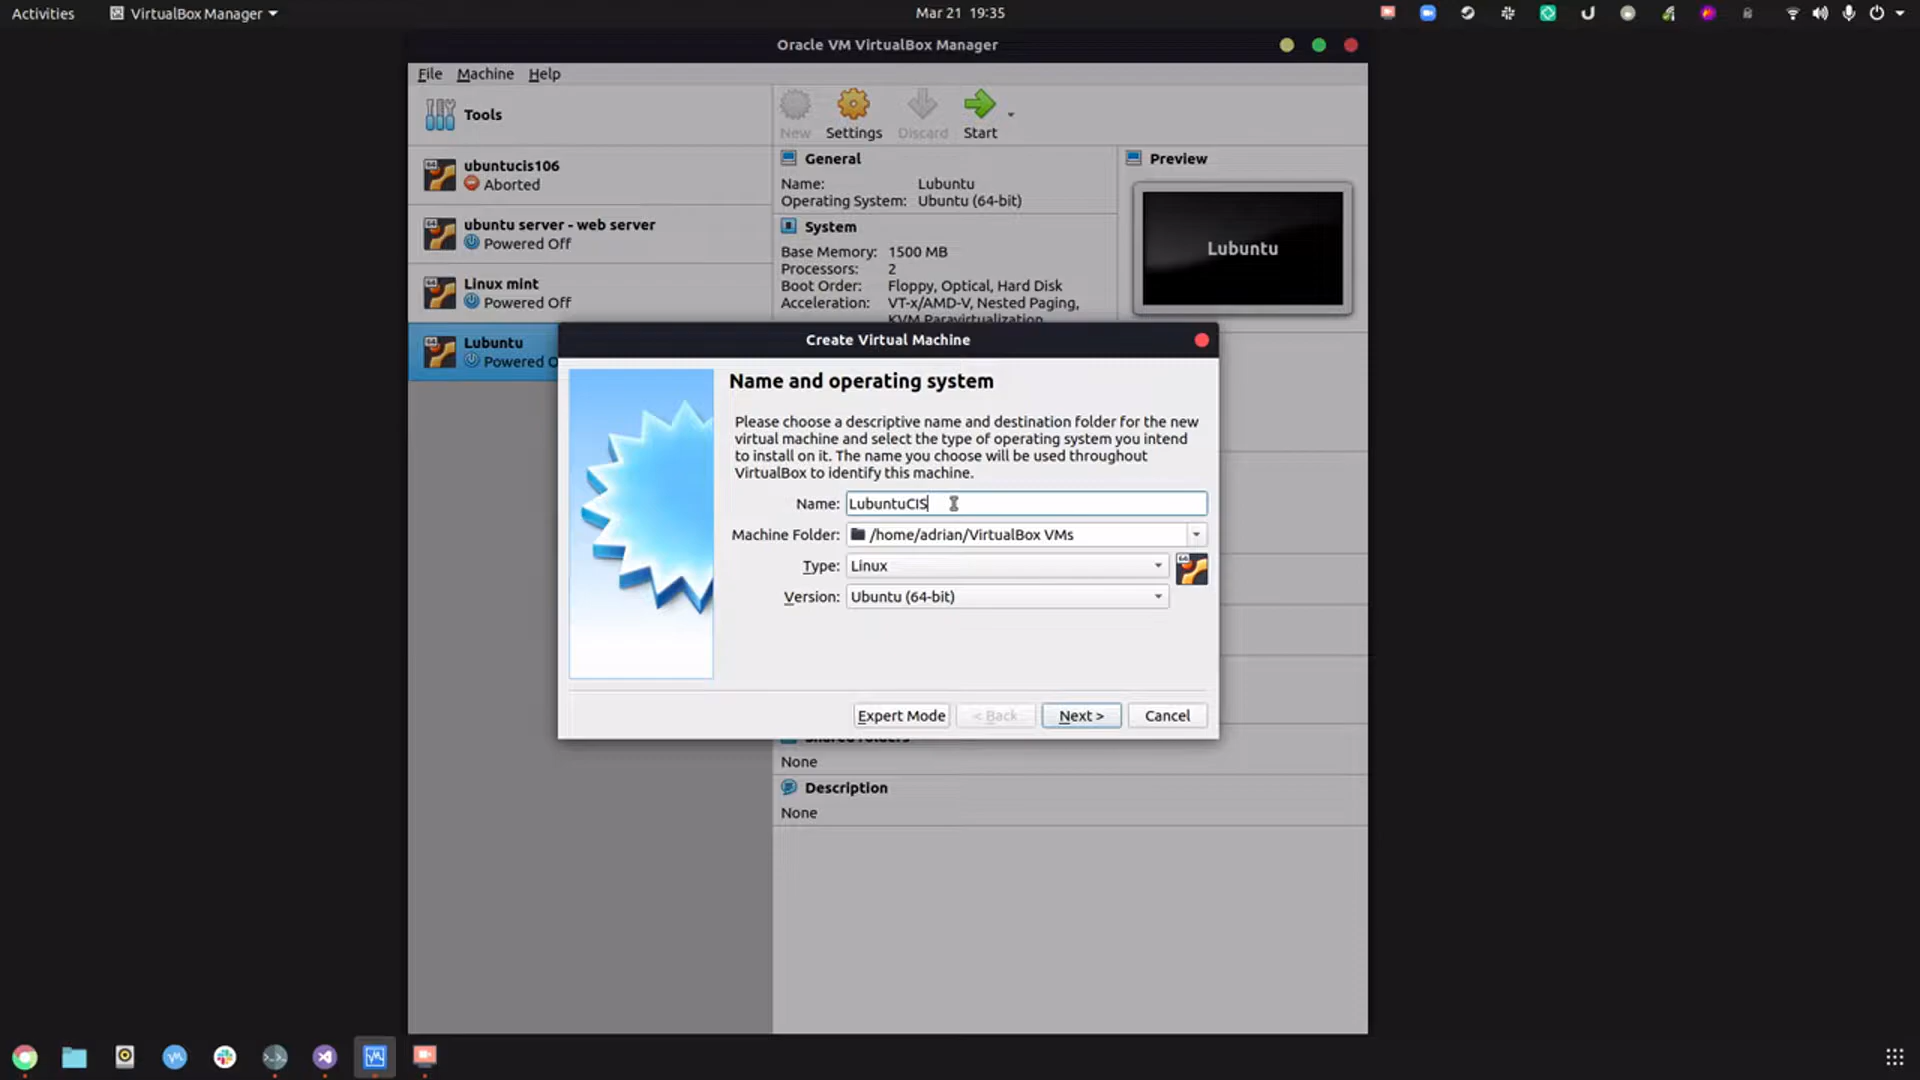 Activities
VirtualBox Manager
Mar 21 19:35
Oracle VM VirtualBox Manager
File Machine Help
Tools
New Settings Discard Start
ubuntucis106
Aborted
ubuntu server - web server
Powered Off
Linux mint
Powered Off
Lubuntu
Powered O
General
Name: Lubuntu
Operating System: Ubuntu (64-bit)
System
Base Memory: 1500 MB
Processors: 2
Boot Order: Floppy, Optical, Hard Disk
Acceleration: VT-x/AMD-V, Nested Paging,
KVM Paravirtualization
Preview
Lubuntu
Create Virtual Machine
Name and operating system
Please choose a descriptive name and destination folder for the new
virtual machine and select the type of operating system you intend
to install on it. The name you choose will be used throughout
VirtualBox to identify this machine.
Name: LubuntuCIS
Machine Folder: /home/adrian/VirtualBox VMs
Type: Linux
Version: Ubuntu (64-bit)
Expert Mode < Back Next > Cancel
Shared folders
None
Description
None